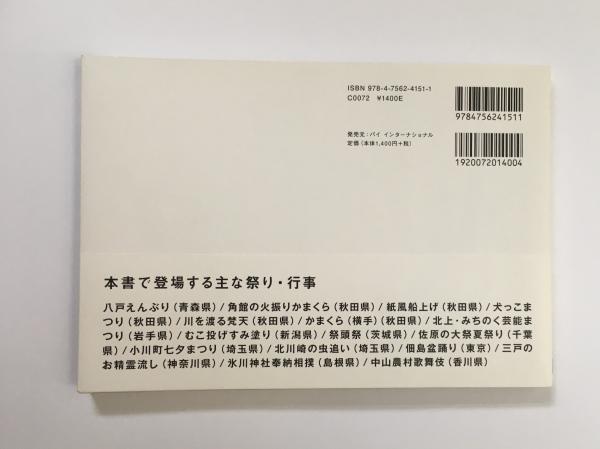 ISBN 978-4-7562-4151-1
C0072 ¥1400E
9784756241511
発売元：パイ インターナショナル
定価（本体1,400円＋税）
1920072014004
本書で登場する主な祭り・行事
八戸えんぶり（青森県）/角館の火振りかまくら（秋田県）/紙風船上げ（秋田県）/犬っこ
まつり（秋田県）/川を渡る梵天（秋田県）/かまくら（横手）（秋田県）/北上・みちのく芸能ま
つり（岩手県）/むこ投げすみ塗り（新潟県）/祭頭祭（茨城県）/佐原の大祭夏祭り（千葉
県）/小川町七夕まつり（埼玉県）/北川崎の虫追い（埼玉県）/佃島盆踊り（東京）/三戸の
お精霊流し（神奈川県）/氷川神社奉納相撲（島根県）/中山農村歌舞伎（香川県）